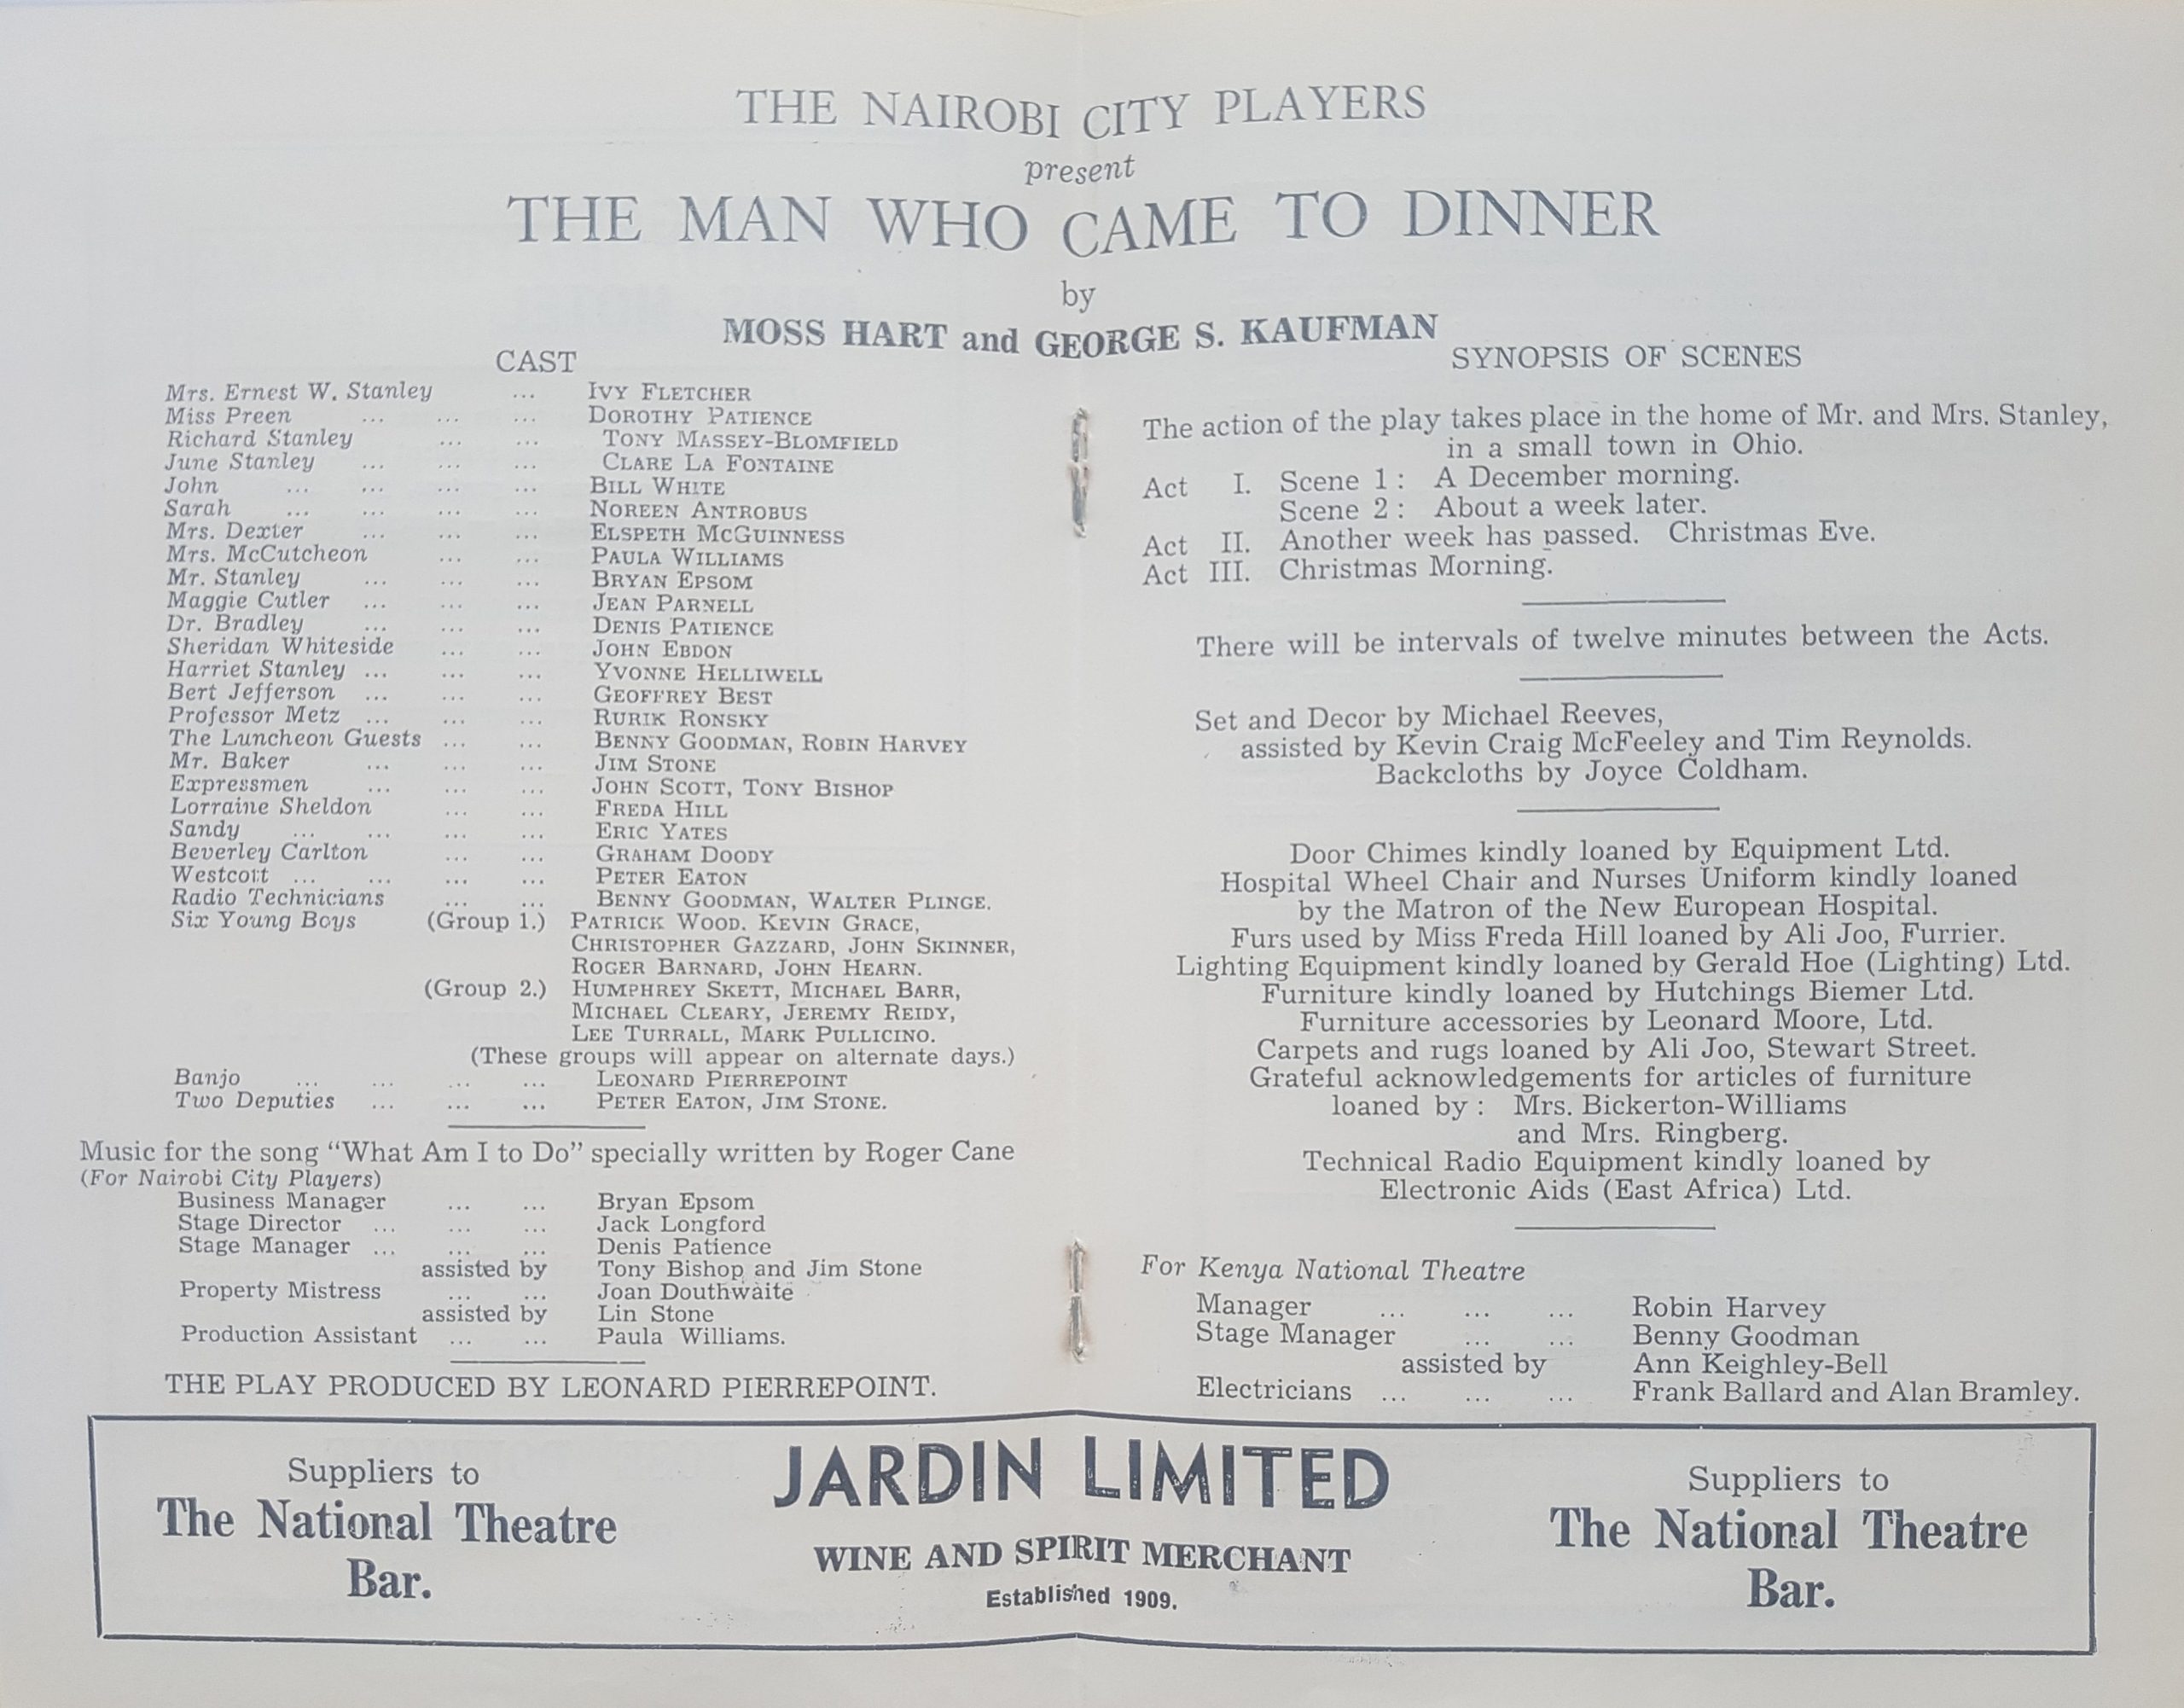 THE NAIROBI CITY PLAYERS
present
THE MAN WHO CAME TO DINNER
by
MOSS HART and GEORGE S. KAUFMAN
CAST
Mrs. Ernest W. Stanley ... IVY FLETCHER
Miss Preen ... ... ... DOROTHY PATIENCE
Richard Stanley ... ... TONY MASSEY-BLOMFIELD
June Stanley ... ... ... CLARE LA FONTAINE
John ... ... ... ... BILL WHITE
Sarah ... ... ... ... NOREEN ANTROBUS
Mrs. Dexter ... ... ... ELSPETH MCGUINNESS
Mrs. McCutcheon ... ... PAULA WILLIAMS
Mr. Stanley ... ... ... BRYAN EPSOM
Maggie Cutler ... ... ... JEAN PARNELL
Dr. Bradley ... ... ... DENIS PATIENCE
Sheridan Whiteside ... ... JOHN EBDON
Harriet Stanley ... ... ... YVONNE HELLIWELL
Bert Jefferson ... ... ... GEOFFREY BEST
Professor Metz ... ... ... RURIK RONSKY
The Luncheon Guests ... ... BENNY GOODMAN, ROBIN HARVEY
Mr. Baker ... ... ... JIM STONE
Expressmen ... ... ... JOHN SCOTT, TONY BISHOP
Lorraine Sheldon ... ... FREDA HILL
Sandy ... ... ... ... ERIC YATES
Beverley Carlton ... ... GRAHAM DOODY
Westcott ... ... ... ... PETER EATON
Radio Technicians ... ... BENNY GOODMAN, WALTER PLINGE.
Six Young Boys (Group 1.) PATRICK WOOD. KEVIN GRACE,
CHRISTOPHER GAZZARD, JOHN SKINNER,
ROGER BARNARD, JOHN HEARN.
(Group 2.) HUMPHREY SKETT, MICHAEL BARR,
MICHAEL CLEARY, JEREMY REIDY,
LEE TURRALL, MARK PULLICINO.
(These groups will appear on alternate days.)
Banjo ... ... ... ... LEONARD PIERREPOINT
Two Deputies ... ... ... PETER EATON, JIM STONE.
Music for the song “What Am I to Do” specially written by Roger Cane
(For Nairobi City Players)
Business Manager ... ... Bryan Epsom
Stage Director ... ... ... Jack Longford
Stage Manager ... ... ... Denis Patience
assisted by Tony Bishop and Jim Stone
Property Mistress ... ... Joan Douthwaite
assisted by Lin Stone
Production Assistant ... ... Paula Williams.
THE PLAY PRODUCED BY LEONARD PIERREPOINT.
SYNOPSIS OF SCENES
The action of the play takes place in the home of Mr. and Mrs. Stanley,
in a small town in Ohio.
Act I. Scene 1 : A December morning.
Scene 2 : About a week later.
Act II. Another week has passed. Christmas Eve.
Act III. Christmas Morning.
There will be intervals of twelve minutes between the Acts.
Set and Decor by Michael Reeves,
assisted by Kevin Craig McFeeley and Tim Reynolds.
Backcloths by Joyce Coldham.
Door Chimes kindly loaned by Equipment Ltd.
Hospital Wheel Chair and Nurses Uniform kindly loaned
by the Matron of the New European Hospital.
Furs used by Miss Freda Hill loaned by Ali Joo, Furrier.
Lighting Equipment kindly loaned by Gerald Hoe (Lighting) Ltd.
Furniture kindly loaned by Hutchings Biemer Ltd.
Furniture accessories by Leonard Moore, Ltd.
Carpets and rugs loaned by Ali Joo, Stewart Street.
Grateful acknowledgements for articles of furniture
loaned by : Mrs. Bickerton-Williams
and Mrs. Ringberg.
Technical Radio Equipment kindly loaned by
Electronic Aids (East Africa) Ltd.
For Kenya National Theatre
Manager ... ... ... Robin Harvey
Stage Manager ... ... Benny Goodman
assisted by Ann Keighley-Bell
Electricians ... ... ... Frank Ballard and Alan Bramley.
Suppliers to
The National Theatre
Bar.
JARDIN LIMITED
WINE AND SPIRIT MERCHANT
Established 1909.
Suppliers to
The National Theatre
Bar.